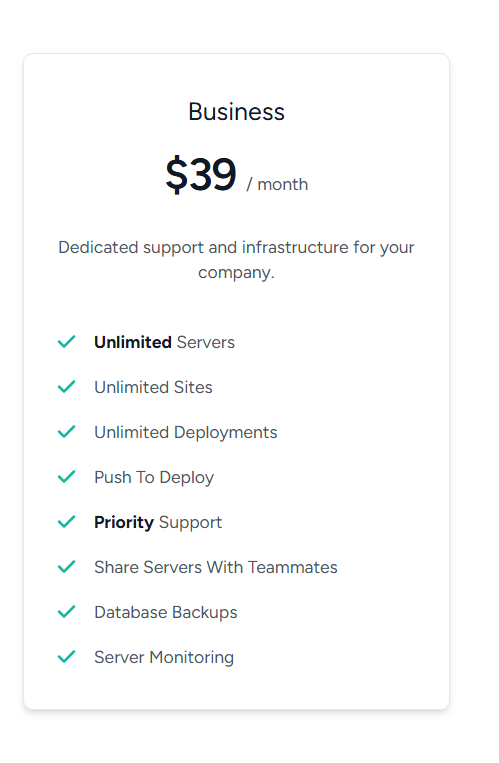 Business
$39 / month
Dedicated support and infrastructure for your
company.
Unlimited Servers
Unlimited Sites
Unlimited Deployments
Push To Deploy
Priority Support
Share Servers With Teammates
Database Backups
Server Monitoring